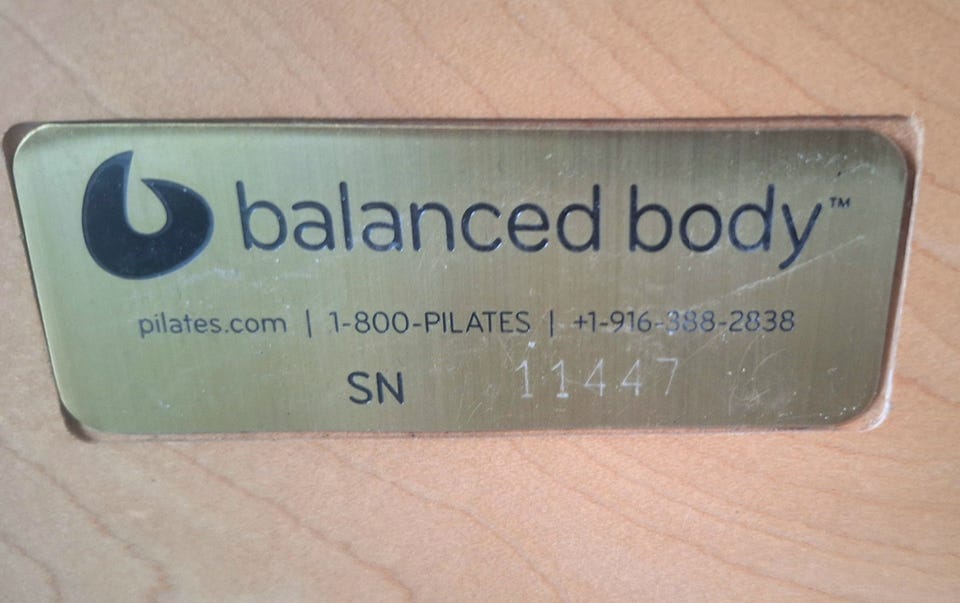 balanced body™
pilates.com | 1-800-PILATES | +1-916-388-2838
SN 11447